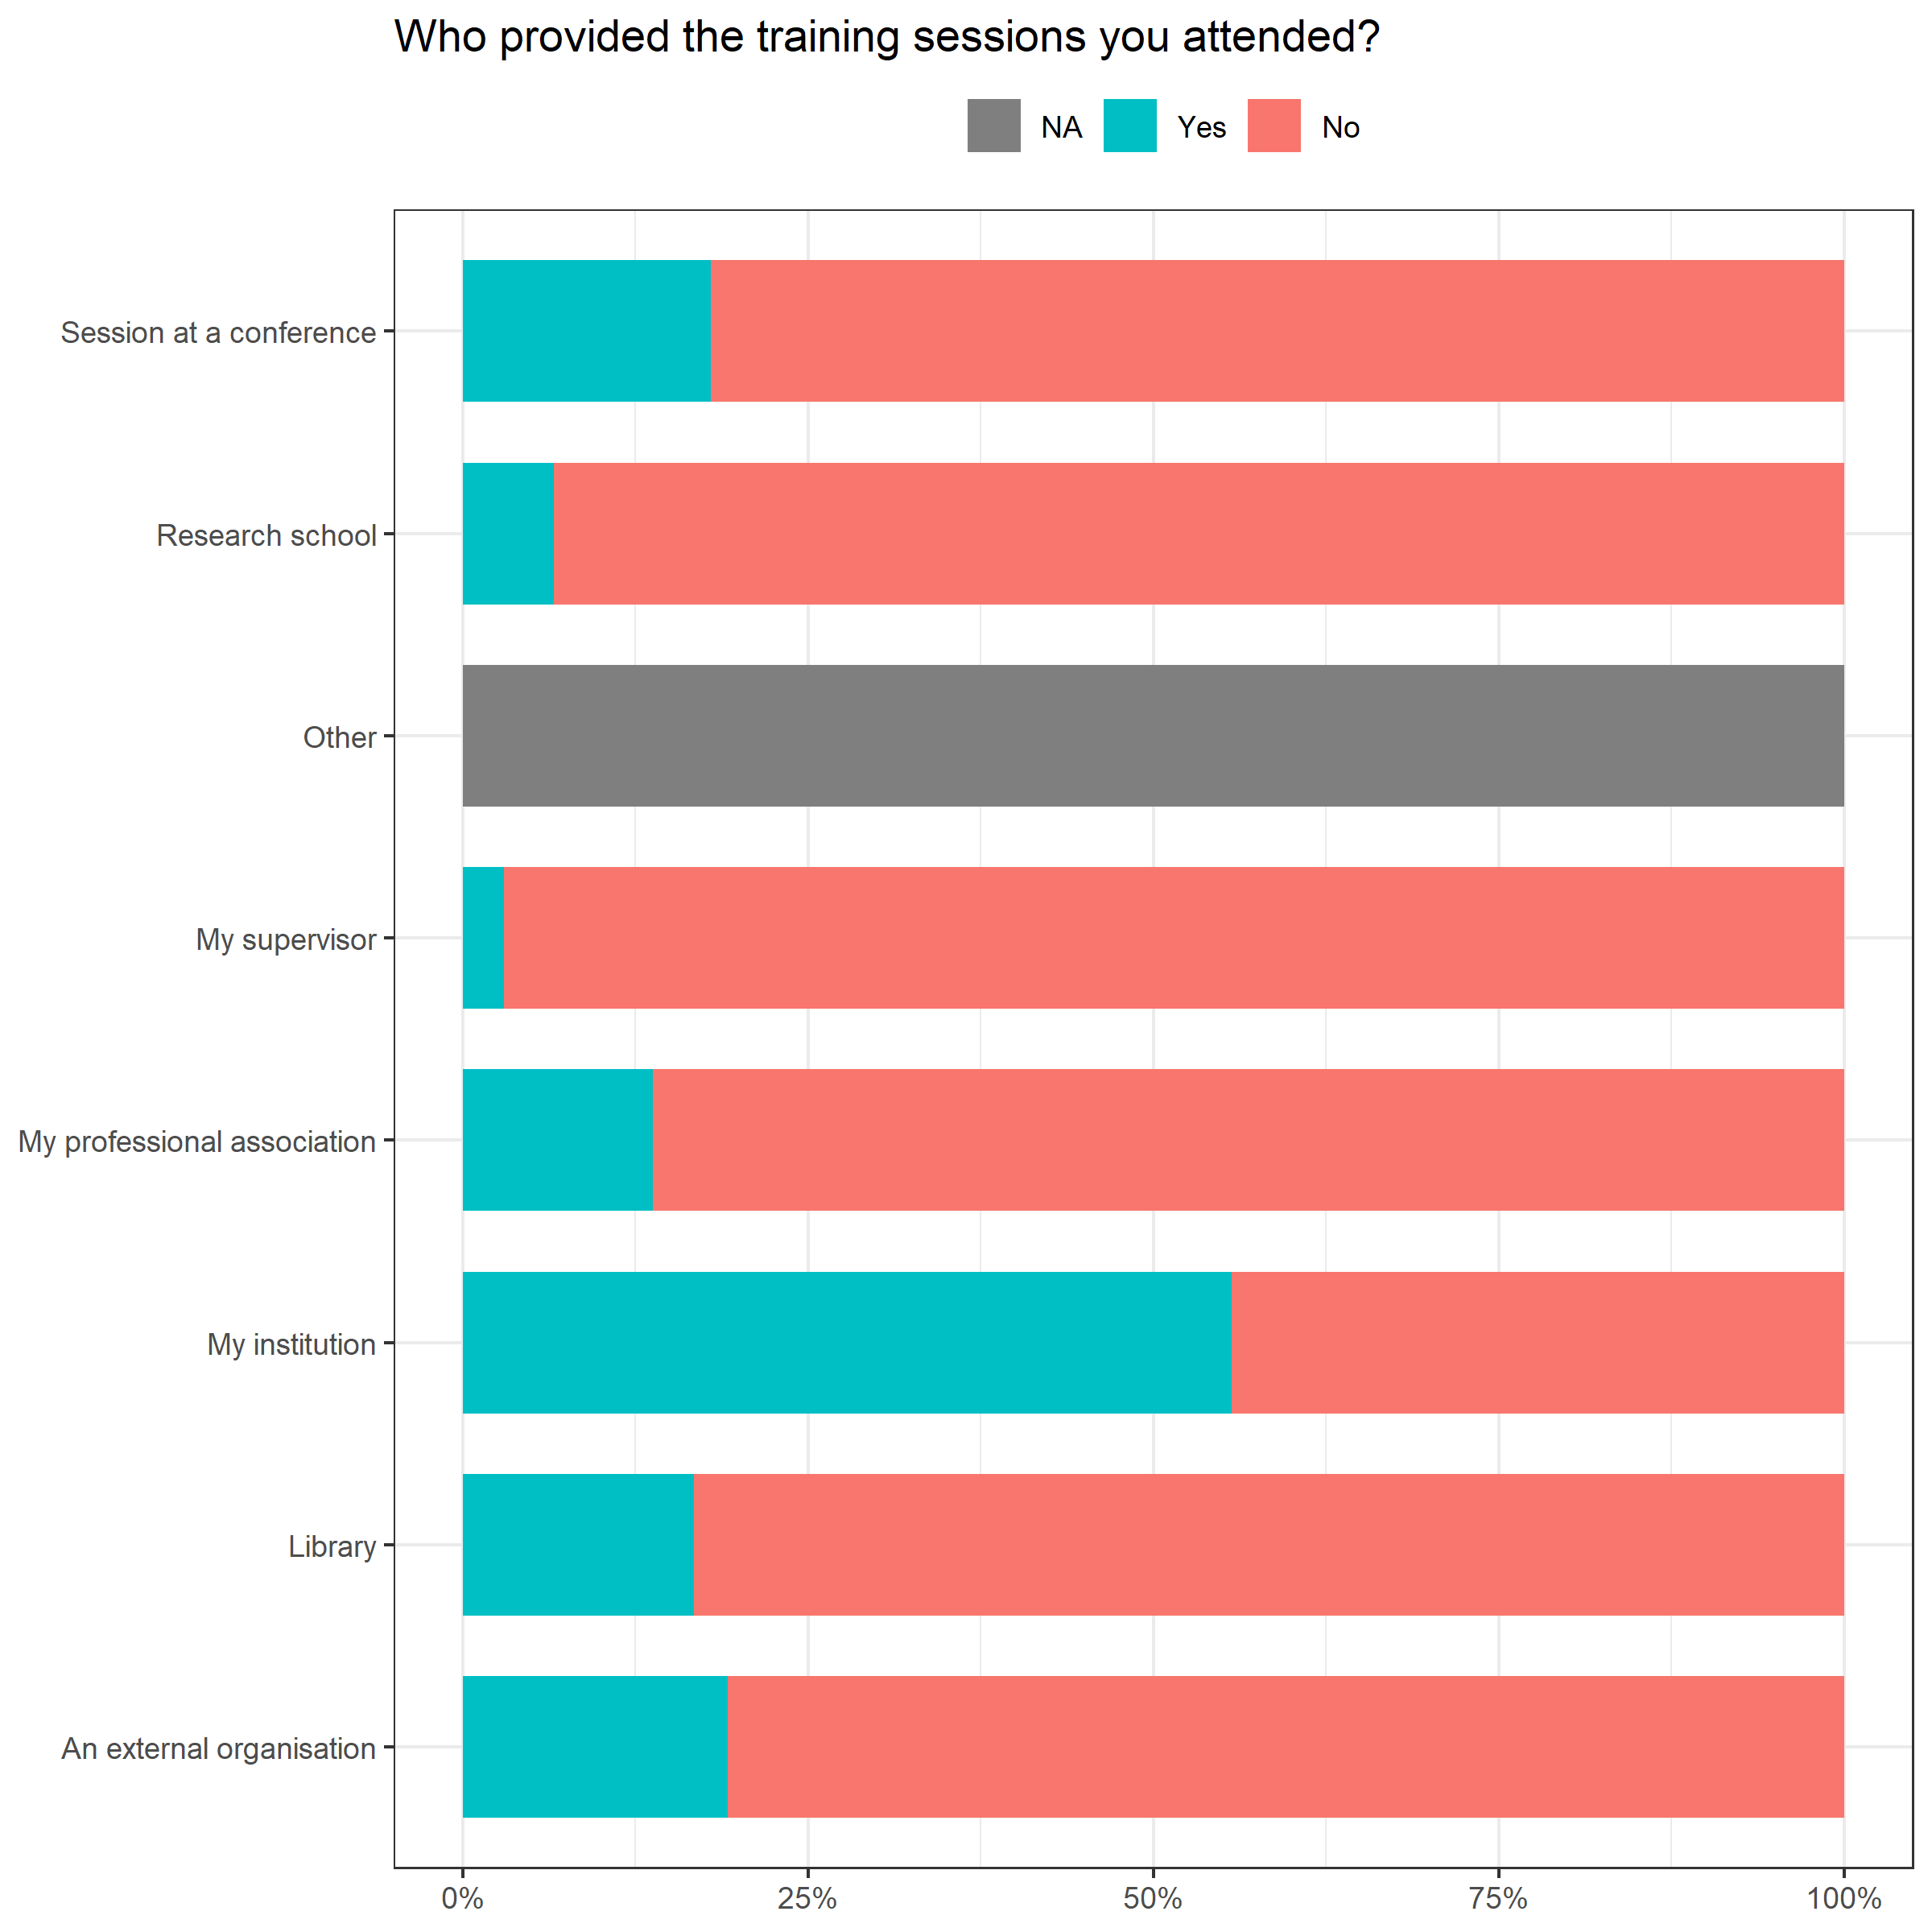 Who provided the training sessions you attended?
NA Yes No
Session at a conference
Research school
Other
My supervisor
My professional association
My institution
Library
An external organisation
0% 25% 50% 75% 100%